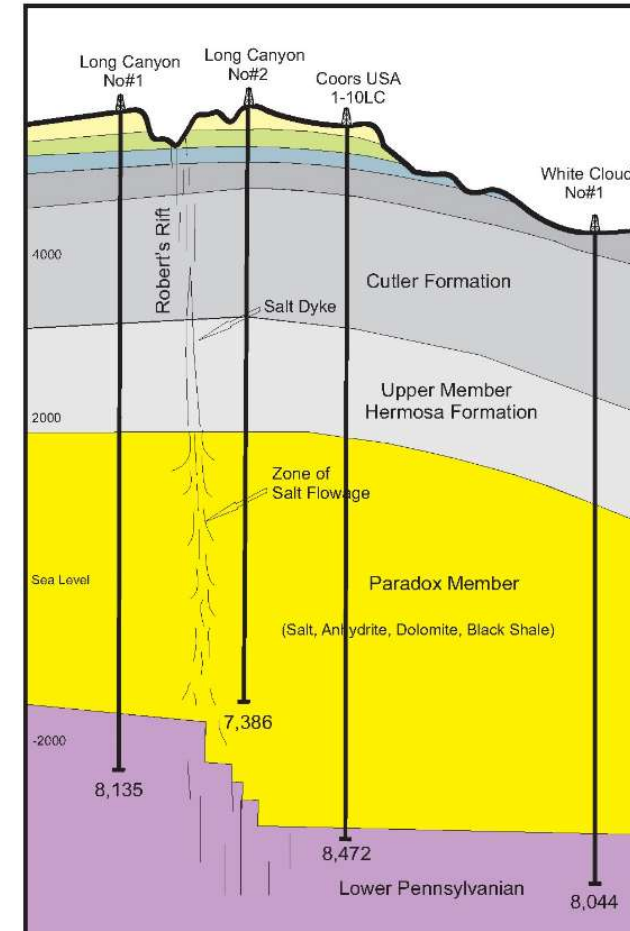 Long Canyon
No#1
Long Canyon
No#2
Coors USA
1-10LC
White Cloud
No#1
Robert's Rift
4000
Cutler Formation
Salt Dyke
Upper Member
Hermosa Formation
2000
Zone of
Salt Flowage
Sea Level
Paradox Member
(Salt, Anhydrite, Dolomite, Black Shale)
7,386
-2000
8,135
8,472
Lower Pennsylvanian
8,044